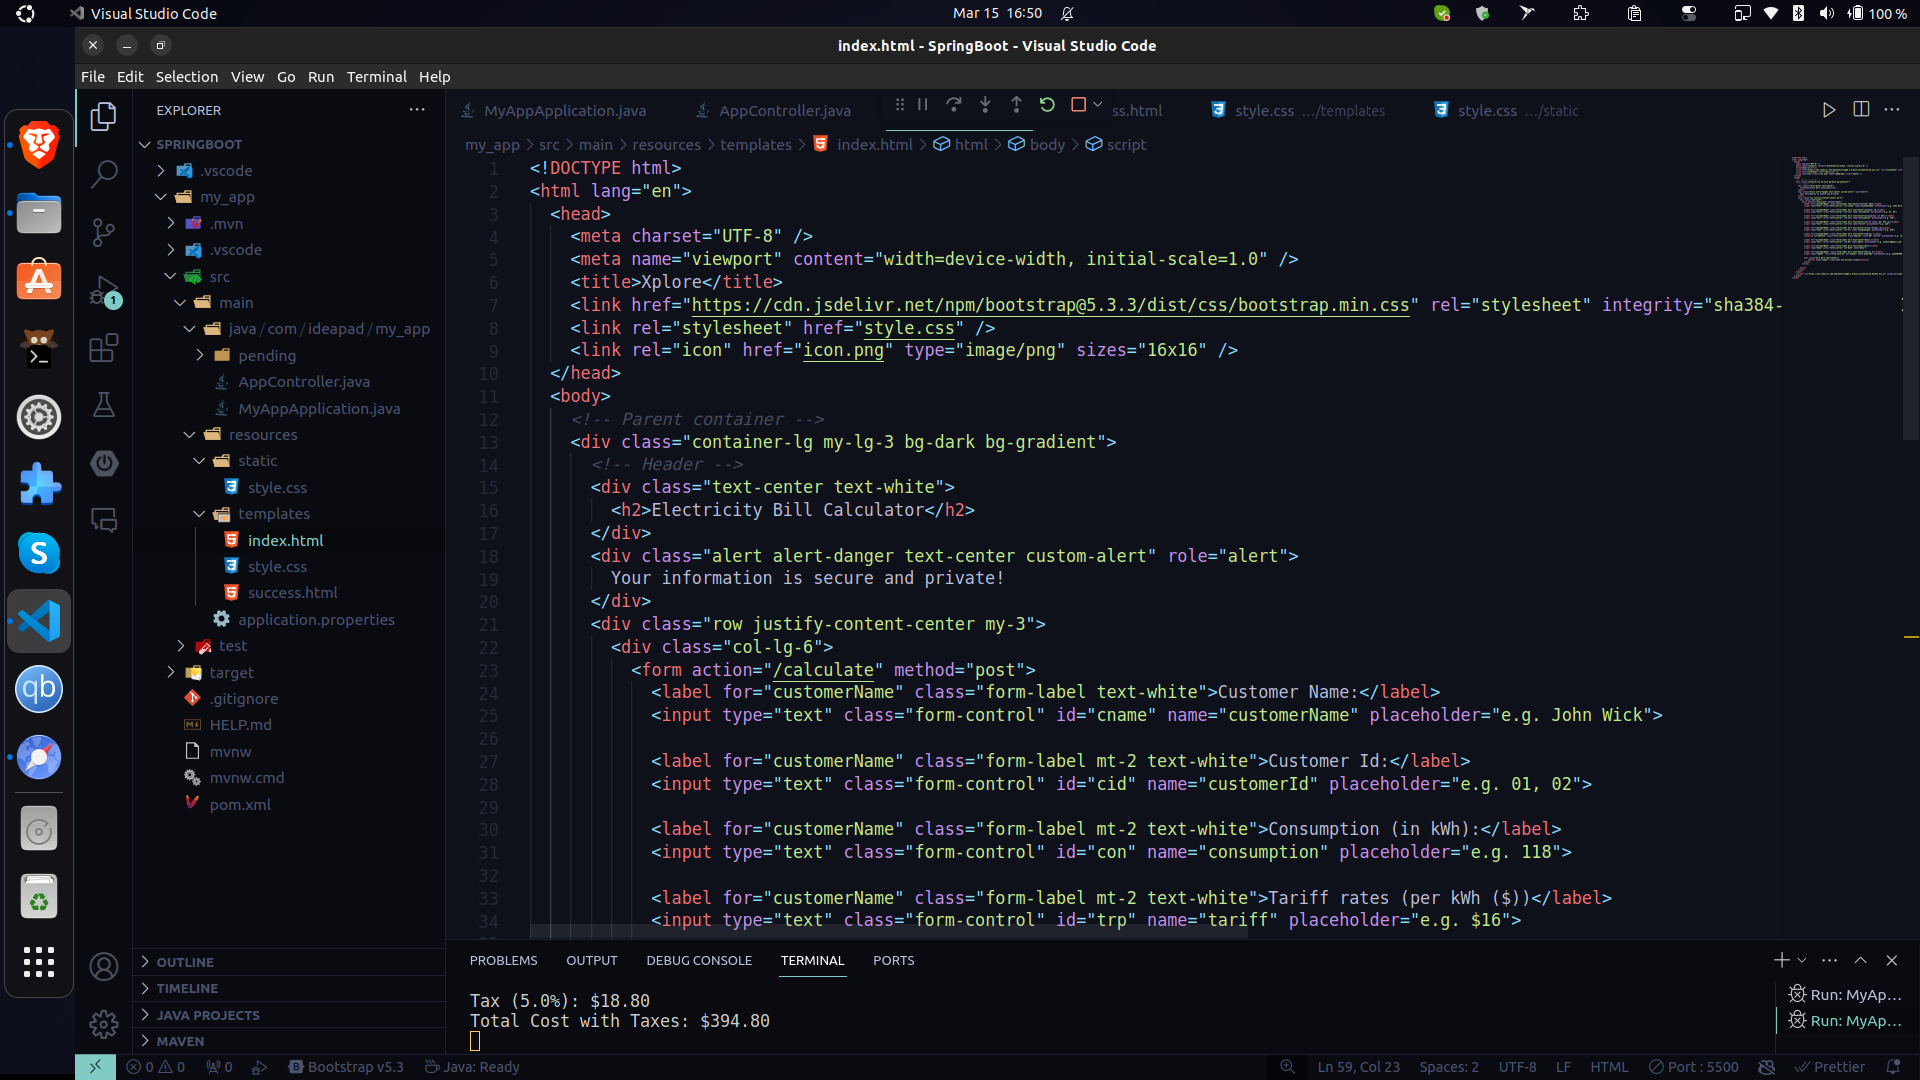 Visual Studio Code
Mar 15 16:50
100 %
index.html - SpringBoot - Visual Studio Code
File Edit Selection View Go Run Terminal Help
EXPLORER
SPRINGBOOT
.vscode
my_app
.mvn
.vscode
src
main
java / com / ideapad / my_app
pending
AppController.java
MyAppApplication.java
resources
static
style.css
templates
index.html
style.css
success.html
application.properties
test
target
.gitignore
HELP.md
mvnw
mvnw.cmd
pom.xml
OUTLINE
TIMELINE
JAVA PROJECTS
MAVEN
1
MyAppApplication.java
AppController.java
ss.html
style.css .../templates
style.css .../static
my_app > src > main > resources > templates > index.html > html > body > script
1 <!DOCTYPE html>
2 <html lang="en">
3 <head>
4 <meta charset="UTF-8" />
5 <meta name="viewport" content="width=device-width, initial-scale=1.0" />
6 <title>Xplore</title>
7 <link href="https://cdn.jsdelivr.net/npm/bootstrap@5.3.3/dist/css/bootstrap.min.css" rel="stylesheet" integrity="sha384-
8 <link rel="stylesheet" href="style.css" />
9 <link rel="icon" href="icon.png" type="image/png" sizes="16x16" />
10 </head>
11 <body>
12 <!-- Parent container -->
13 <div class="container-lg my-lg-3 bg-dark bg-gradient">
14 <!-- Header -->
15 <div class="text-center text-white">
16 <h2>Electricity Bill Calculator</h2>
17 </div>
18 <div class="alert alert-danger text-center custom-alert" role="alert">
19 Your information is secure and private!
20 </div>
21 <div class="row justify-content-center my-3">
22 <div class="col-lg-6">
23 <form action="/calculate" method="post">
24 <label for="customerName" class="form-label text-white">Customer Name:</label>
25 <input type="text" class="form-control" id="cname" name="customerName" placeholder="e.g. John Wick">
26
27 <label for="customerName" class="form-label mt-2 text-white">Customer Id:</label>
28 <input type="text" class="form-control" id="cid" name="customerId" placeholder="e.g. 01, 02">
29
30 <label for="customerName" class="form-label mt-2 text-white">Consumption (in kWh):</label>
31 <input type="text" class="form-control" id="con" name="consumption" placeholder="e.g. 118">
32
33 <label for="customerName" class="form-label mt-2 text-white">Tariff rates (per kWh ($))</label>
34 <input type="text" class="form-control" id="trp" name="tariff" placeholder="e.g. $16">
PROBLEMS OUTPUT DEBUG CONSOLE TERMINAL PORTS
Tax (5.0%): $18.80
Total Cost with Taxes: $394.80
Run: MyAp...
Run: MyAp...
0 0 0 Bootstrap v5.3 Java: Ready
Ln 59, Col 23 Spaces: 2 UTF-8 LF HTML Port : 5500 Prettier